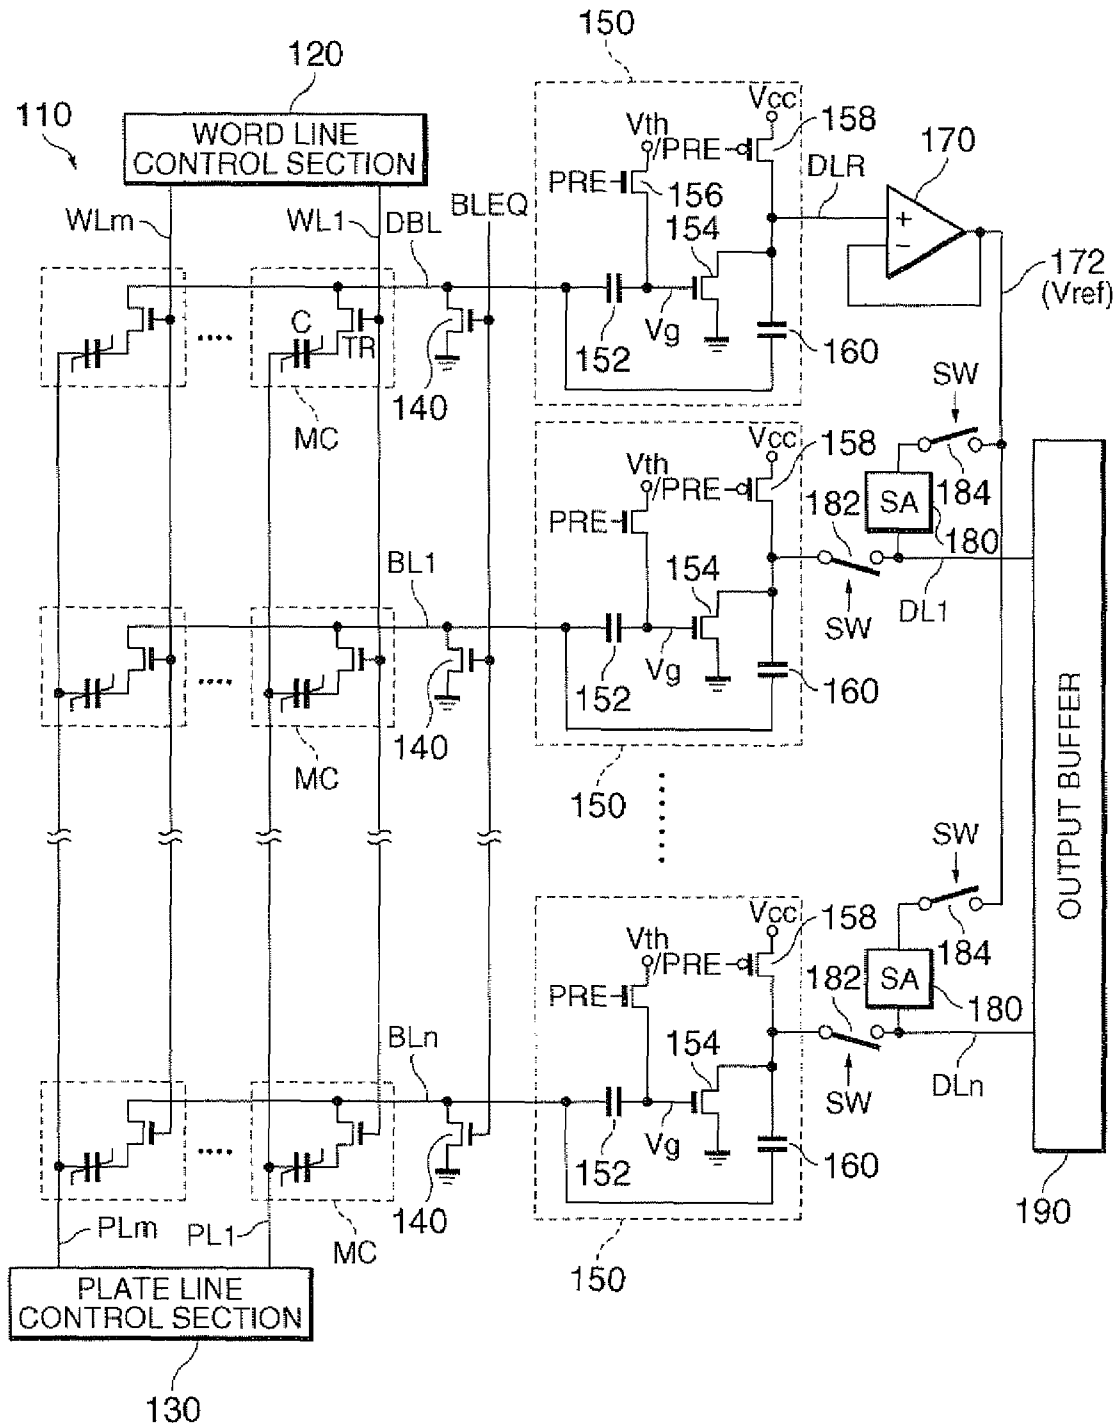 150
120
110
WORD LINE
CONTROL SECTION
Vcc
158
Vth
/PRE
170
DLR
PRE
156
WLm
WL1
DBL
BLEQ
154
+
−
172
(Vref)
C
TR
Vg
152
160
140
MC
SW
Vcc
158
Vth
/PRE
184
182
SA
180
PRE
BL1
154
DL1
SW
Vg
152
160
140
MC
150
OUTPUT BUFFER
SW
Vcc
158
Vth
/PRE
184
182
SA
180
PRE
BLn
154
DLn
SW
Vg
152
160
140
190
PLm
PL1
MC
150
PLATE LINE
CONTROL SECTION
130